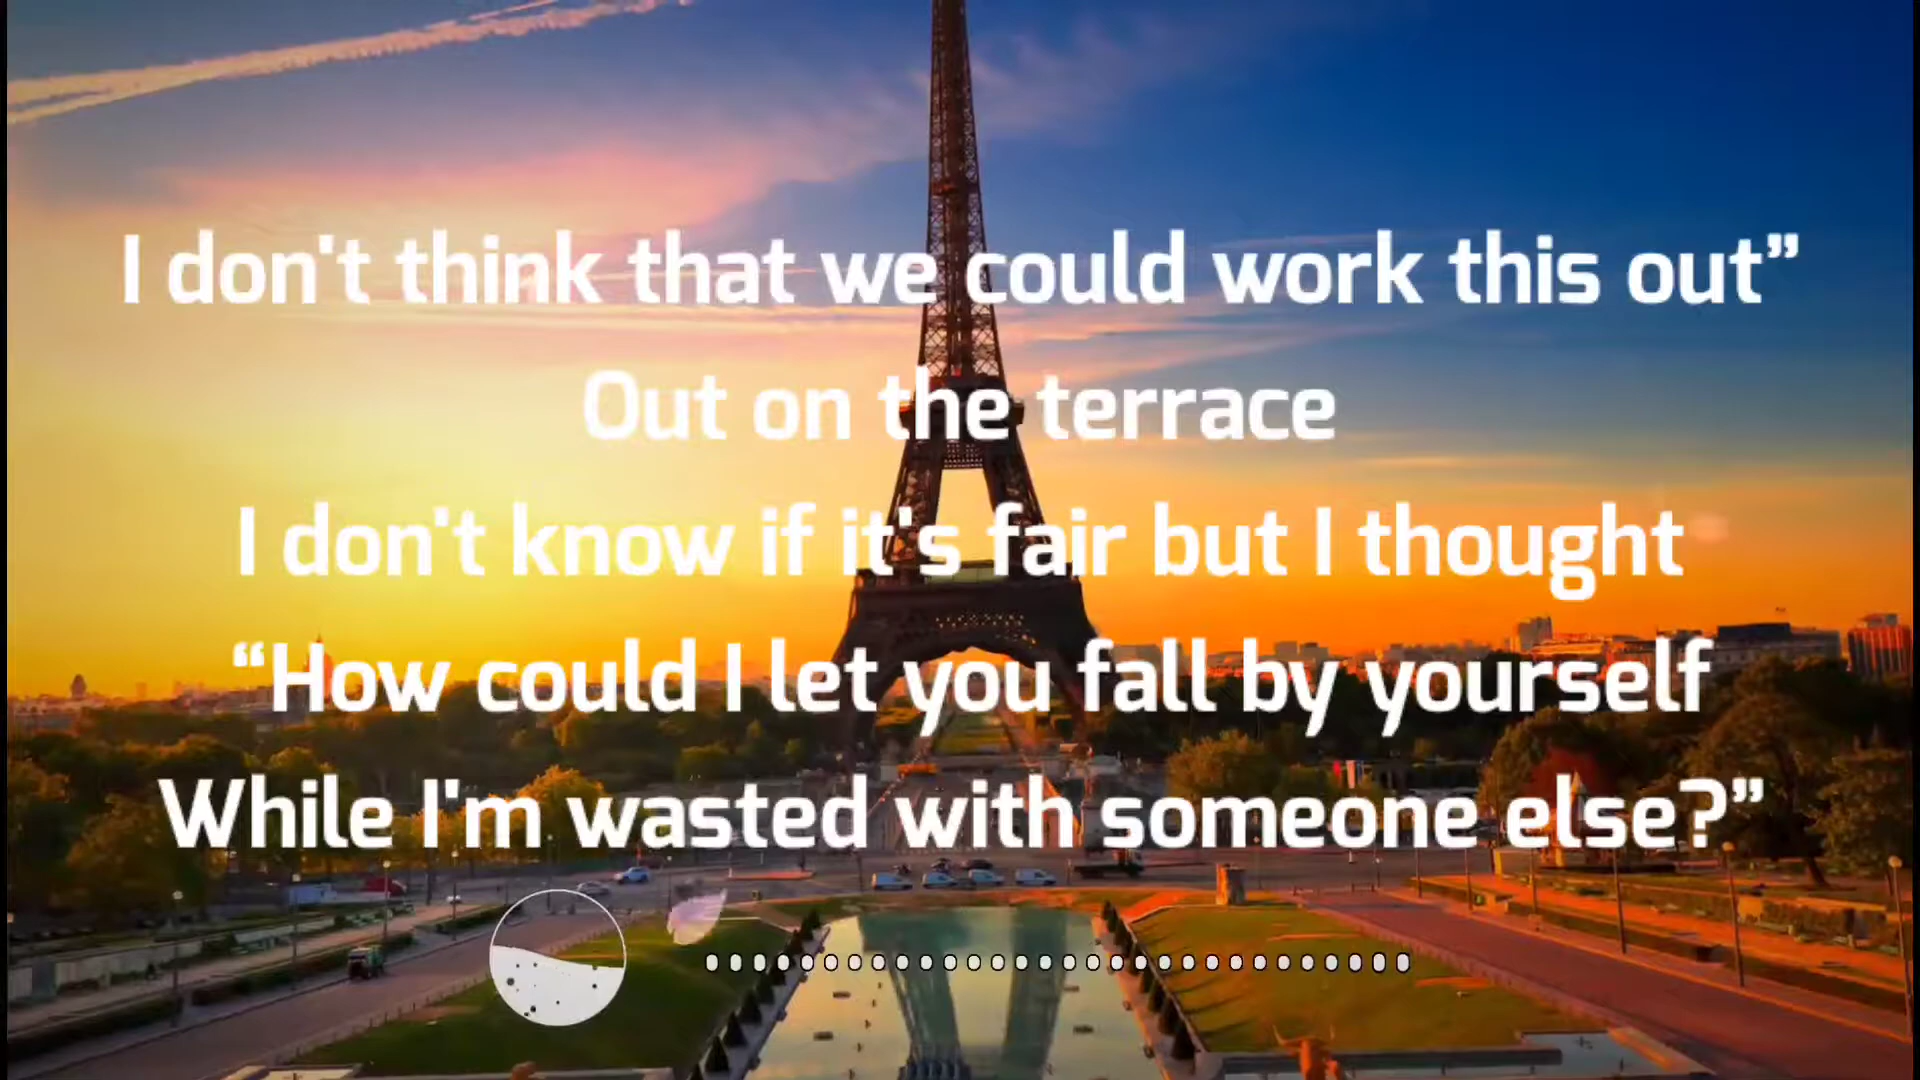 I don't think that we could work this out”
Out on the terrace
I don't know if it's fair but I thought
“How could I let you fall by yourself
While I'm wasted with someone else?”